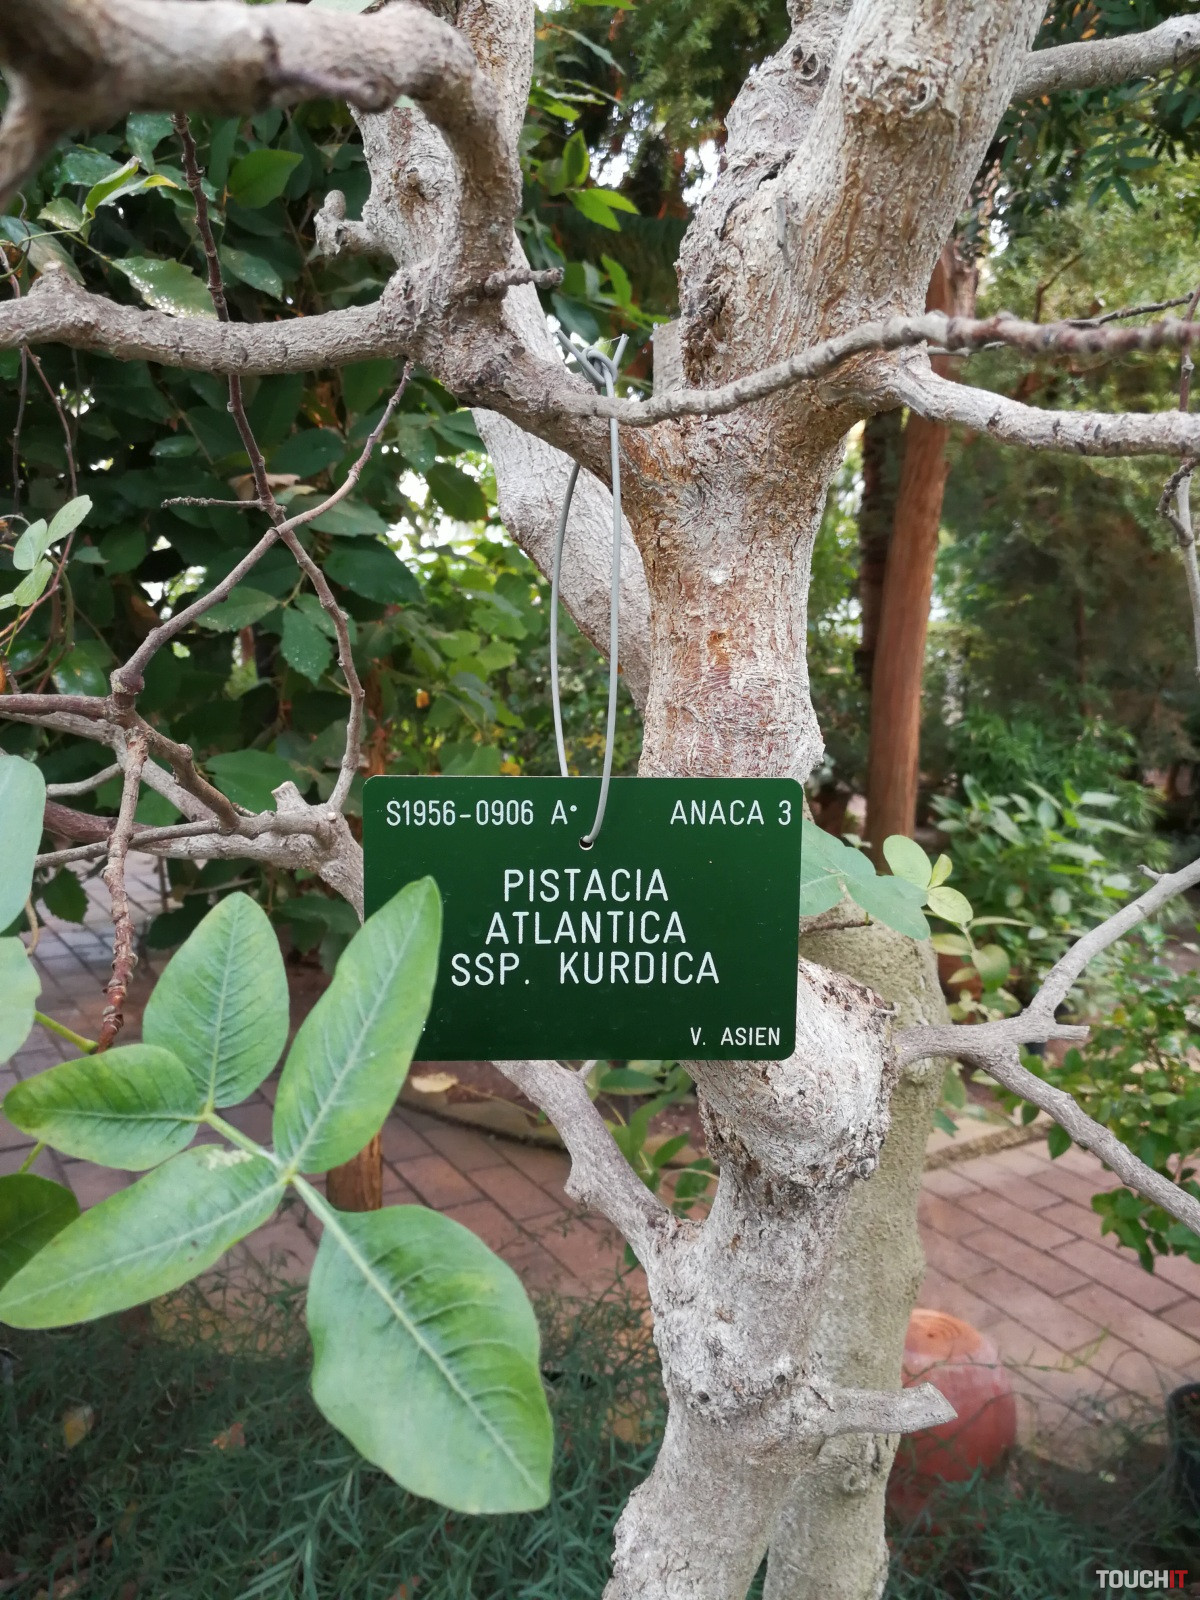 S1956-0906 A· ANACA 3
PISTACIA
ATLANTICA
SSP. KURDICA
V. ASIEN
TOUCHIT